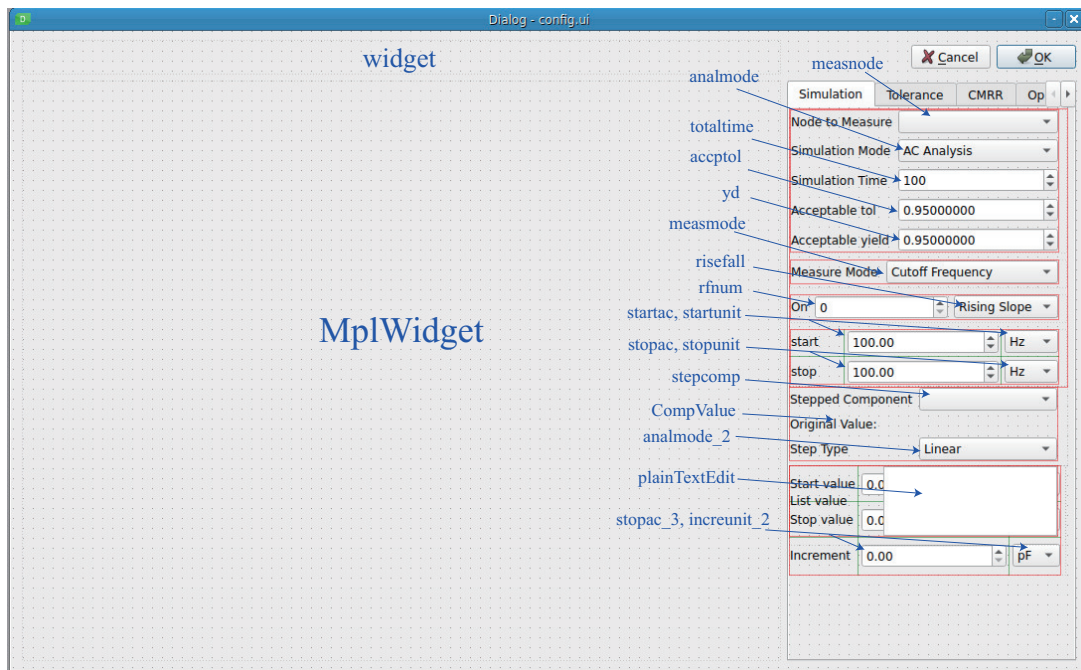 Dialog - config.ui
widget
Cancel
OK
measnode
analmode
Simulation
Tolerance
CMRR
Op
Node to Measure
totaltime
Simulation Mode
AC Analysis
accptol
Simulation Time
100
yd
Acceptable tol
0.95000000
measmode
Acceptable yield
0.95000000
risefall
Measure Mode
Cutoff Frequency
rfnum
On
0
Rising Slope
MplWidget
startac, startunit
start
100.00
Hz
stopac, stopunit
stop
100.00
Hz
stepcomp
Stepped Component
CompValue
Original Value:
analmode_2
Step Type
Linear
plainTextEdit
Start value
0.0
List value
stopac_3, increunit_2
Stop value
0.0
Increment
0.00
pF